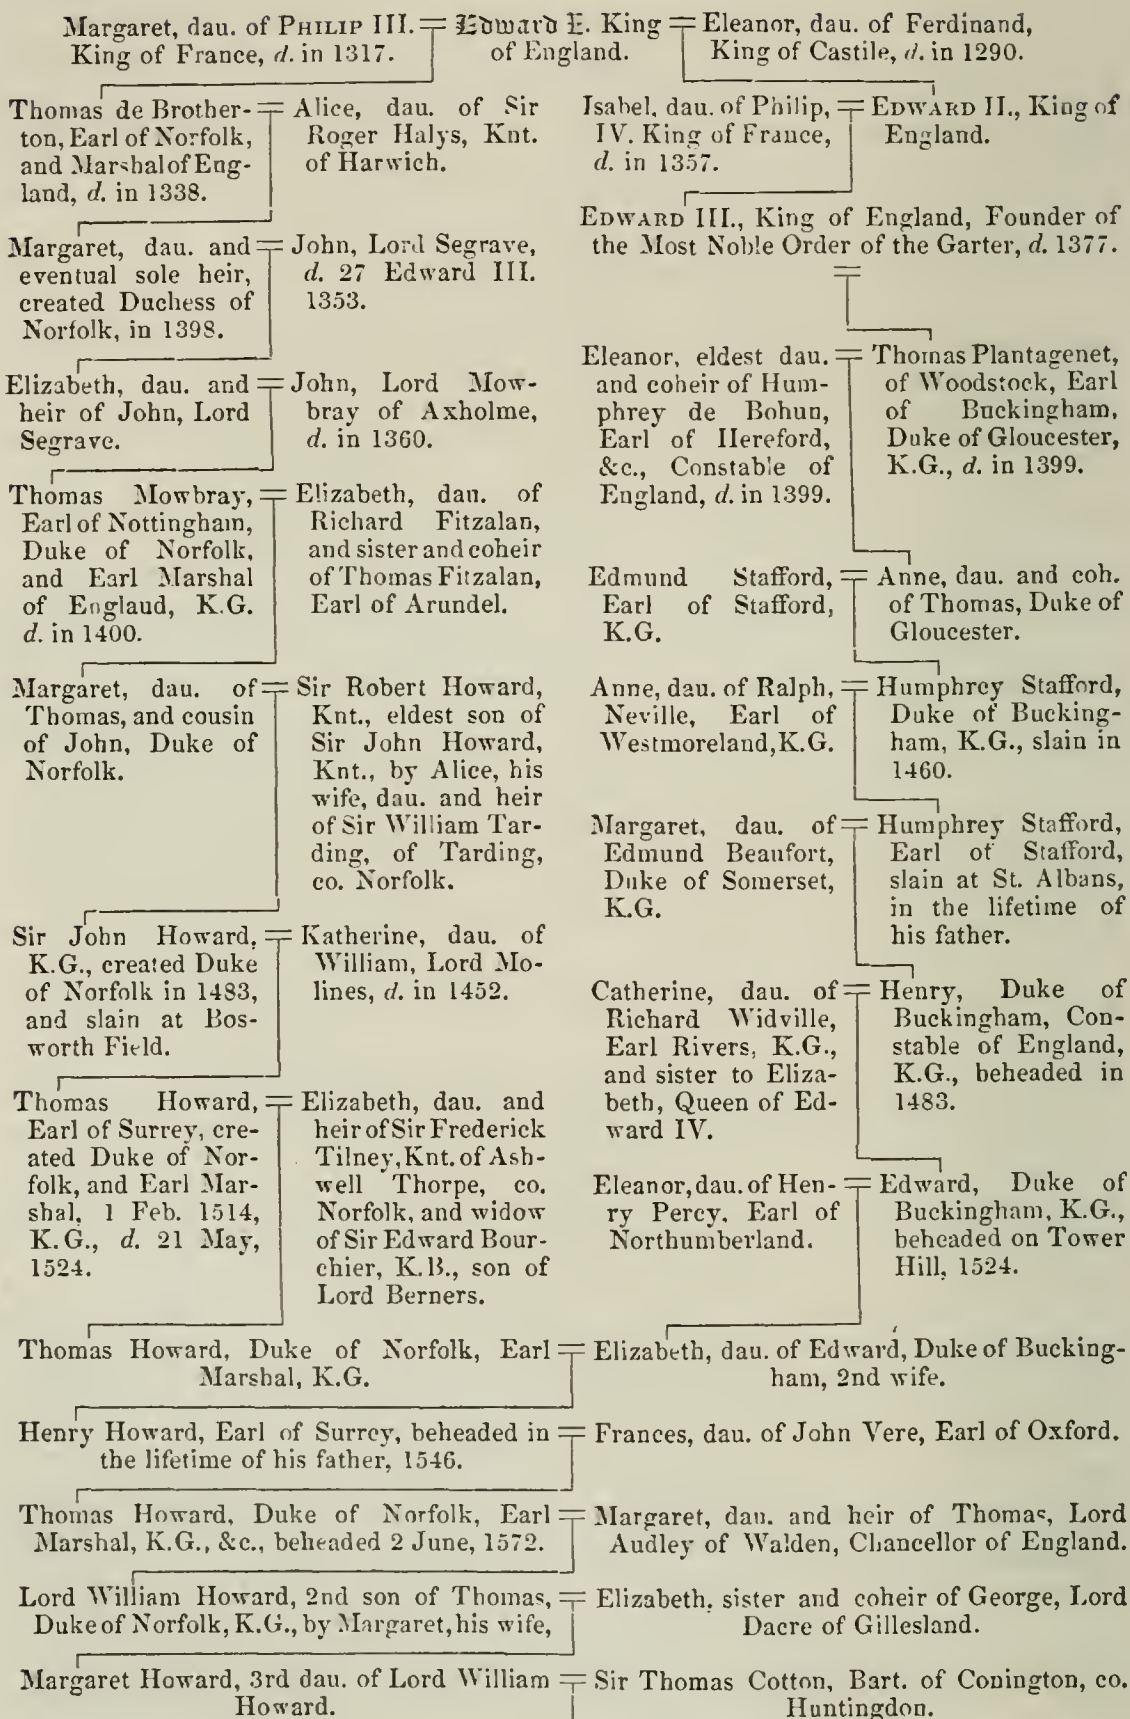 Margaret, dau. of PHILIP III.
King of France, d. in 1317.
Edward I. King
of England.
Eleanor, dau. of Ferdinand,
King of Castile, d. in 1290.
Thomas de Brother-
ton, Earl of Norfolk,
and Marshal of Eng-
land, d. in 1338.
Alice, dau. of Sir
Roger Halys, Knt.
of Harwich.
Isabel, dau. of Philip,
IV. King of France,
d. in 1357.
EDWARD II., King of
England.
EDWARD III., King of England, Founder of
the Most Noble Order of the Garter, d. 1377.
Margaret, dau. and
eventual sole heir,
created Duchess of
Norfolk, in 1398.
John, Lord Segrave,
d. 27 Edward III.
1353.
Elizabeth, dau. and
heir of John, Lord
Segrave.
John, Lord Mow-
bray of Axholme,
d. in 1360.
Eleanor, eldest dau.
and coheir of Hum-
phrey de Bohun,
Earl of Hereford,
&c., Constable of
England, d. in 1399.
Thomas Plantagenet,
of Woodstock, Earl
of Buckingham,
Duke of Gloucester,
K.G., d. in 1399.
Thomas Mowbray,
Earl of Nottingham,
Duke of Norfolk,
and Earl Marshal
of England, K.G.
d. in 1400.
Elizabeth, dau. of
Richard Fitzalan,
and sister and coheir
of Thomas Fitzalan,
Earl of Arundel.
Edmund Stafford,
Earl of Stafford,
K.G.
Anne, dau. and coh.
of Thomas, Duke of
Gloucester.
Margaret, dau. of
Thomas, and cousin
of John, Duke of
Norfolk.
Sir Robert Howard,
Knt., eldest son of
Sir John Howard,
Knt., by Alice, his
wife, dau. and heir
of Sir William Tar-
ding, of Tarding,
co. Norfolk.
Anne, dau. of Ralph,
Neville, Earl of
Westmoreland, K.G.
Humphrey Stafford,
Duke of Bucking-
ham, K.G., slain in
1460.
Margaret, dau. of
Edmund Beaufort,
Duke of Somerset,
K.G.
Humphrey Stafford,
Earl of Stafford,
slain at St. Albans,
in the lifetime of
his father.
Sir John Howard,
K.G., created Duke
of Norfolk in 1483,
and slain at Bos-
worth Field.
Katherine, dau. of
William, Lord Mo-
lines, d. in 1452.
Catherine, dau. of
Richard Widville,
Earl Rivers, K.G.,
and sister to Eliza-
beth, Queen of Ed-
ward IV.
Henry, Duke of
Buckingham, Con-
stable of England,
K.G., beheaded in
1483.
Thomas Howard,
Earl of Surrey, cre-
ated Duke of Nor-
folk, and Earl Mar-
shal, 1 Feb. 1514,
K.G., d. 21 May,
1524.
Elizabeth, dau. and
heir of Sir Frederick
Tilney, Knt. of Ash-
well Thorpe, co.
Norfolk, and widow
of Sir Edward Bour-
chier, K.B., son of
Lord Berners.
Eleanor, dau. of Hen-
ry Percy, Earl of
Northumberland.
Edward, Duke of
Buckingham, K.G.,
beheaded on Tower
Hill, 1524.
Thomas Howard, Duke of Norfolk, Earl
Marshal, K.G.
Elizabeth, dau. of Edward, Duke of Bucking-
ham, 2nd wife.
Henry Howard, Earl of Surrey, beheaded in
the lifetime of his father, 1546.
Frances, dau. of John Vere, Earl of Oxford.
Thomas Howard, Duke of Norfolk, Earl
Marshal, K.G., &c., beheaded 2 June, 1572.
Margaret, dau. and heir of Thomas, Lord
Audley of Walden, Chancellor of England.
Lord William Howard, 2nd son of Thomas,
Duke of Norfolk, K.G., by Margaret, his wife,
Elizabeth, sister and coheir of George, Lord
Dacre of Gillesland.
Margaret Howard, 3rd dau. of Lord William
Howard.
Sir Thomas Cotton, Bart. of Conington, co.
Huntingdon.